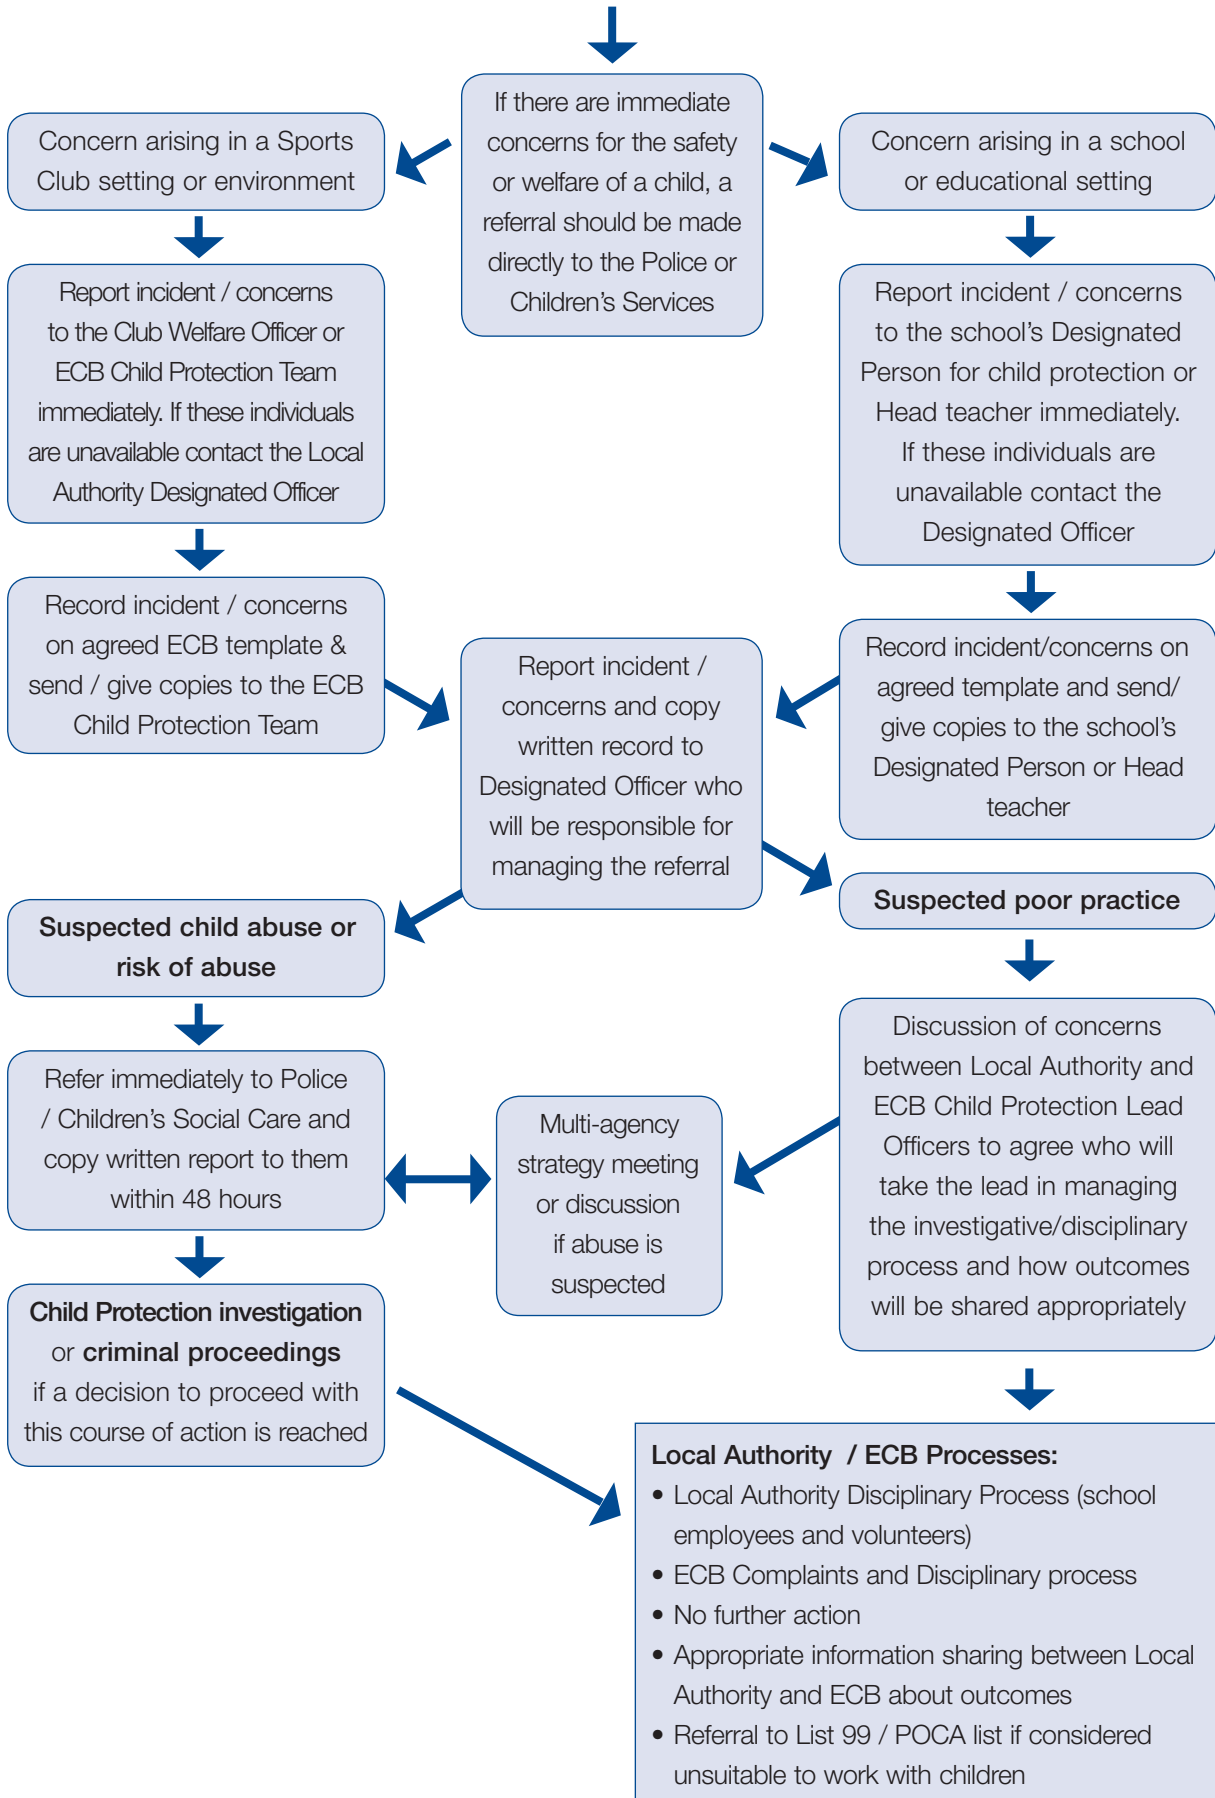 If there are immediate
concerns for the safety
or welfare of a child, a
referral should be made
directly to the Police or
Children’s Services
Concern arising in a Sports
Club setting or environment
Concern arising in a school
or educational setting
Report incident / concerns
to the Club Welfare Officer or
ECB Child Protection Team
immediately. If these individuals
are unavailable contact the Local
Authority Designated Officer
Report incident / concerns
to the school’s Designated
Person for child protection or
Head teacher immediately.
If these individuals are
unavailable contact the
Designated Officer
Record incident / concerns
on agreed ECB template &
send / give copies to the ECB
Child Protection Team
Record incident/concerns on
agreed template and send/
give copies to the school’s
Designated Person or Head
teacher
Report incident /
concerns and copy
written record to
Designated Officer who
will be responsible for
managing the referral
Suspected child abuse or
risk of abuse
Suspected poor practice
Refer immediately to Police
/ Children’s Social Care and
copy written report to them
within 48 hours
Multi-agency
strategy meeting
or discussion
if abuse is
suspected
Discussion of concerns
between Local Authority and
ECB Child Protection Lead
Officers to agree who will
take the lead in managing
the investigative/disciplinary
process and how outcomes
will be shared appropriately
Child Protection investigation
or criminal proceedings
if a decision to proceed with
this course of action is reached
Local Authority / ECB Processes:
• Local Authority Disciplinary Process (school
employees and volunteers)
• ECB Complaints and Disciplinary process
• No further action
• Appropriate information sharing between Local
Authority and ECB about outcomes
• Referral to List 99 / POCA list if considered
unsuitable to work with children